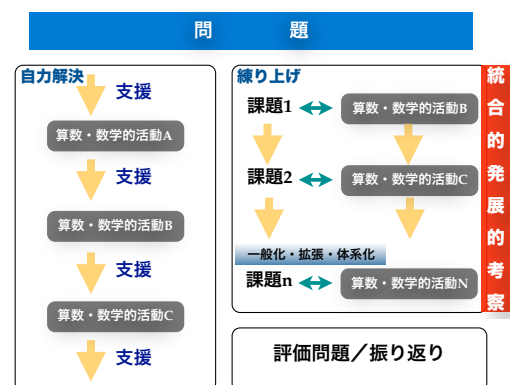 問 題
自力解決
支援
算数・数学的活動A
支援
算数・数学的活動B
支援
算数・数学的活動C
支援
練り上げ
課題1
算数・数学的活動B
課題2
算数・数学的活動C
一般化・拡張・体系化
課題n
算数・数学的活動N
統合的発展的考察
評価問題／振り返り